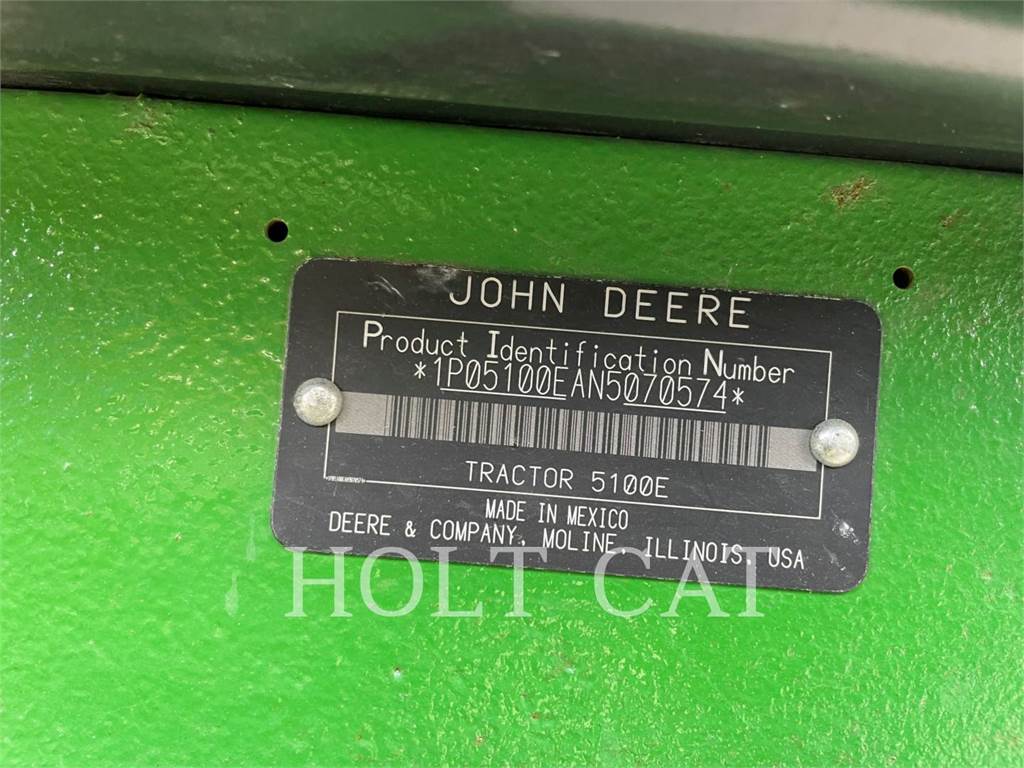 JOHN DEERE
Product Identification Number
*1P05100EAN5070574*
TRACTOR 5100E
MADE IN MEXICO
DEERE & COMPANY, MOLINE, ILLINOIS, USA
HOLT CAT